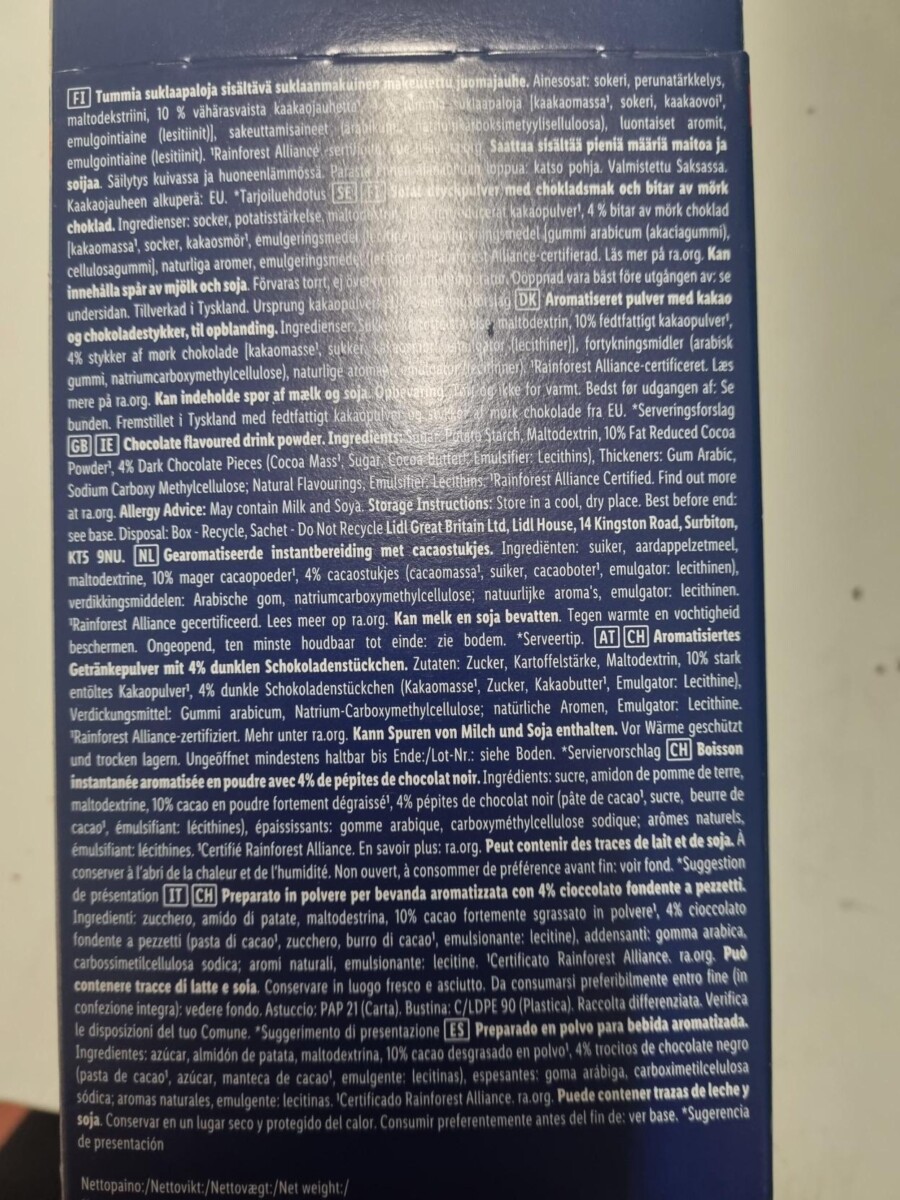 FI Tummia suklaapaloja sisältävä suklaanmakuinen makeutettu juomajauhe. Ainesosat: sokeri, perunatärkkelys,
maltodekstriini, 10 % vähärasvaista kaakaojauhetta¹, suklaapaloja [kaakaomassa¹, sokeri, kaakaovoi¹,
emulgointiaine (lesitiini)], sakeuttamisaineet luontaiset aromit,
emulgointiaine (lesitiini). ¹Rainforest Alliance Saattaa sisältää pieniä määriä maitoa ja
soijaa. Säilytys kuivassa ja huoneenlämmössä. Parasta loppua: katso pohja. Valmistettu Saksassa.
Kaakaojauheen alkuperä: EU. *Tarjoiluehdotus SE FI dryckpulver med chokladsmak och bitar av mörk
choklad. Ingredienser: socker, potatisstärkelse, kakaopulver¹, 4 % bitar av mörk choklad
[kakaomassa¹, socker, kakaosmör¹, emulgeringsmedel [gummi arabicum (akaciagummi),
cellulosagummi], naturliga aromer, emulgeringsmedel Alliance-certifierad. Läs mer på ra.org. Kan
innehålla spår av mjölk och soja. Förvaras torrt, ej Oöppnad vara bäst före utgången av: se
undersidan. Tillverkad i Tyskland. Ursprung kakaopulver DK Aromatiseret pulver med kakao
og chokoladestykker, til opblanding. Ingredienser: maltodextrin, 10% fedtfattigt kakaopulver¹,
4% stykker af mørk chokolade [kakaomasse¹, sukker, (lecithiner)], fortykningsmidler (arabisk
gummi, natriumcarboxymethylcellulose), naturlige ¹Rainforest Alliance-certificeret. Læs
mere på ra.org. Kan indeholde spor af mælk og soja. Opbevaring: og ikke for varmt. Bedst før udgangen af: Se
bunden. Fremstillet i Tyskland med fedtfattigt kakaopulver og mørk chokolade fra EU. *Serveringsforslag
GB IE Chocolate flavoured drink powder. Ingredients: Sugar, Potato Starch, Maltodextrin, 10% Fat Reduced Cocoa
Powder¹, 4% Dark Chocolate Pieces (Cocoa Mass¹, Sugar, Cocoa Butter¹, Emulsifier: Lecithins), Thickeners: Gum Arabic,
Sodium Carboxy Methylcellulose; Natural Flavourings, Emulsifier: Lecithins. ¹Rainforest Alliance Certified. Find out more
at ra.org. Allergy Advice: May contain Milk and Soya. Storage Instructions: Store in a cool, dry place. Best before end:
see base. Disposal: Box - Recycle, Sachet - Do Not Recycle Lidl Great Britain Ltd, Lidl House, 14 Kingston Road, Surbiton,
KT5 9NU. NL Gearomatiseerde instantbereiding met cacaostukjes. Ingrediënten: suiker, aardappelzetmeel,
maltodextrine, 10% mager cacaopoeder¹, 4% cacaostukjes (cacaomassa¹, suiker, cacaoboter¹, emulgator: lecithinen),
verdikkingsmiddelen: Arabische gom, natriumcarboxymethylcellulose; natuurlijke aroma's, emulgator: lecithinen.
¹Rainforest Alliance gecertificeerd. Lees meer op ra.org. Kan melk en soja bevatten. Tegen warmte en vochtigheid
beschermen. Ongeopend, ten minste houdbaar tot einde: zie bodem. *Serveertip. AT CH Aromatisiertes
Getränkepulver mit 4% dunklen Schokoladenstückchen. Zutaten: Zucker, Kartoffelstärke, Maltodextrin, 10% stark
entöltes Kakaopulver¹, 4% dunkle Schokoladenstückchen (Kakaomasse¹, Zucker, Kakaobutter¹, Emulgator: Lecithine),
Verdickungsmittel: Gummi arabicum, Natrium-Carboxymethylcellulose; natürliche Aromen, Emulgator: Lecithine.
¹Rainforest Alliance-zertifiziert. Mehr unter ra.org. Kann Spuren von Milch und Soja enthalten. Vor Wärme geschützt
und trocken lagern. Ungeöffnet mindestens haltbar bis Ende:/Lot-Nr.: siehe Boden. *Serviervorschlag CH Boisson
instantanée aromatisée en poudre avec 4% de pépites de chocolat noir. Ingrédients: sucre, amidon de pomme de terre,
maltodextrine, 10% cacao en poudre fortement dégraissé¹, 4% pépites de chocolat noir (pâte de cacao¹, sucre, beurre de
cacao¹, émulsifiant: lécithines), épaississants: gomme arabique, carboxyméthylcellulose sodique; arômes naturels,
émulsifiant: lécithines. ¹Certifié Rainforest Alliance. En savoir plus: ra.org. Peut contenir des traces de lait et de soja. À
conserver à l'abri de la chaleur et de l'humidité. Non ouvert, à consommer de préférence avant fin: voir fond. *Suggestion
de présentation IT CH Preparato in polvere per bevanda aromatizzata con 4% cioccolato fondente a pezzetti.
Ingredienti: zucchero, amido di patate, maltodestrina, 10% cacao fortemente sgrassato in polvere¹, 4% cioccolato
fondente a pezzetti (pasta di cacao¹, zucchero, burro di cacao¹, emulsionante: lecitine), addensanti: gomma arabica,
carbossimetilcellulosa sodica; aromi naturali, emulsionante: lecitine. ¹Certificato Rainforest Alliance. ra.org. Può
contenere tracce di latte e soia. Conservare in luogo fresco e asciutto. Da consumarsi preferibilmente entro fine (in
confezione integra): vedere fondo. Astuccio: PAP 21 (Carta). Bustina: C/LDPE 90 (Plastica). Raccolta differenziata. Verifica
le disposizioni del tuo Comune. *Suggerimento di presentazione ES Preparado en polvo para bebida aromatizada.
Ingredientes: azúcar, almidón de patata, maltodextrina, 10% cacao desgrasado en polvo¹, 4% trocitos de chocolate negro
(pasta de cacao¹, azúcar, manteca de cacao¹, emulgente: lecitinas), espesantes: goma arábiga, carboximetilcelulosa
sódica; aromas naturales, emulgente: lecitinas. ¹Certificado Rainforest Alliance. ra.org. Puede contener trazas de leche y
soja. Conservar en un lugar seco y protegido del calor. Consumir preferentemente antes del fin de: ver base. *Sugerencia
de presentación
Nettopaino:/Nettovikt:/Nettovægt:/Net weight:/